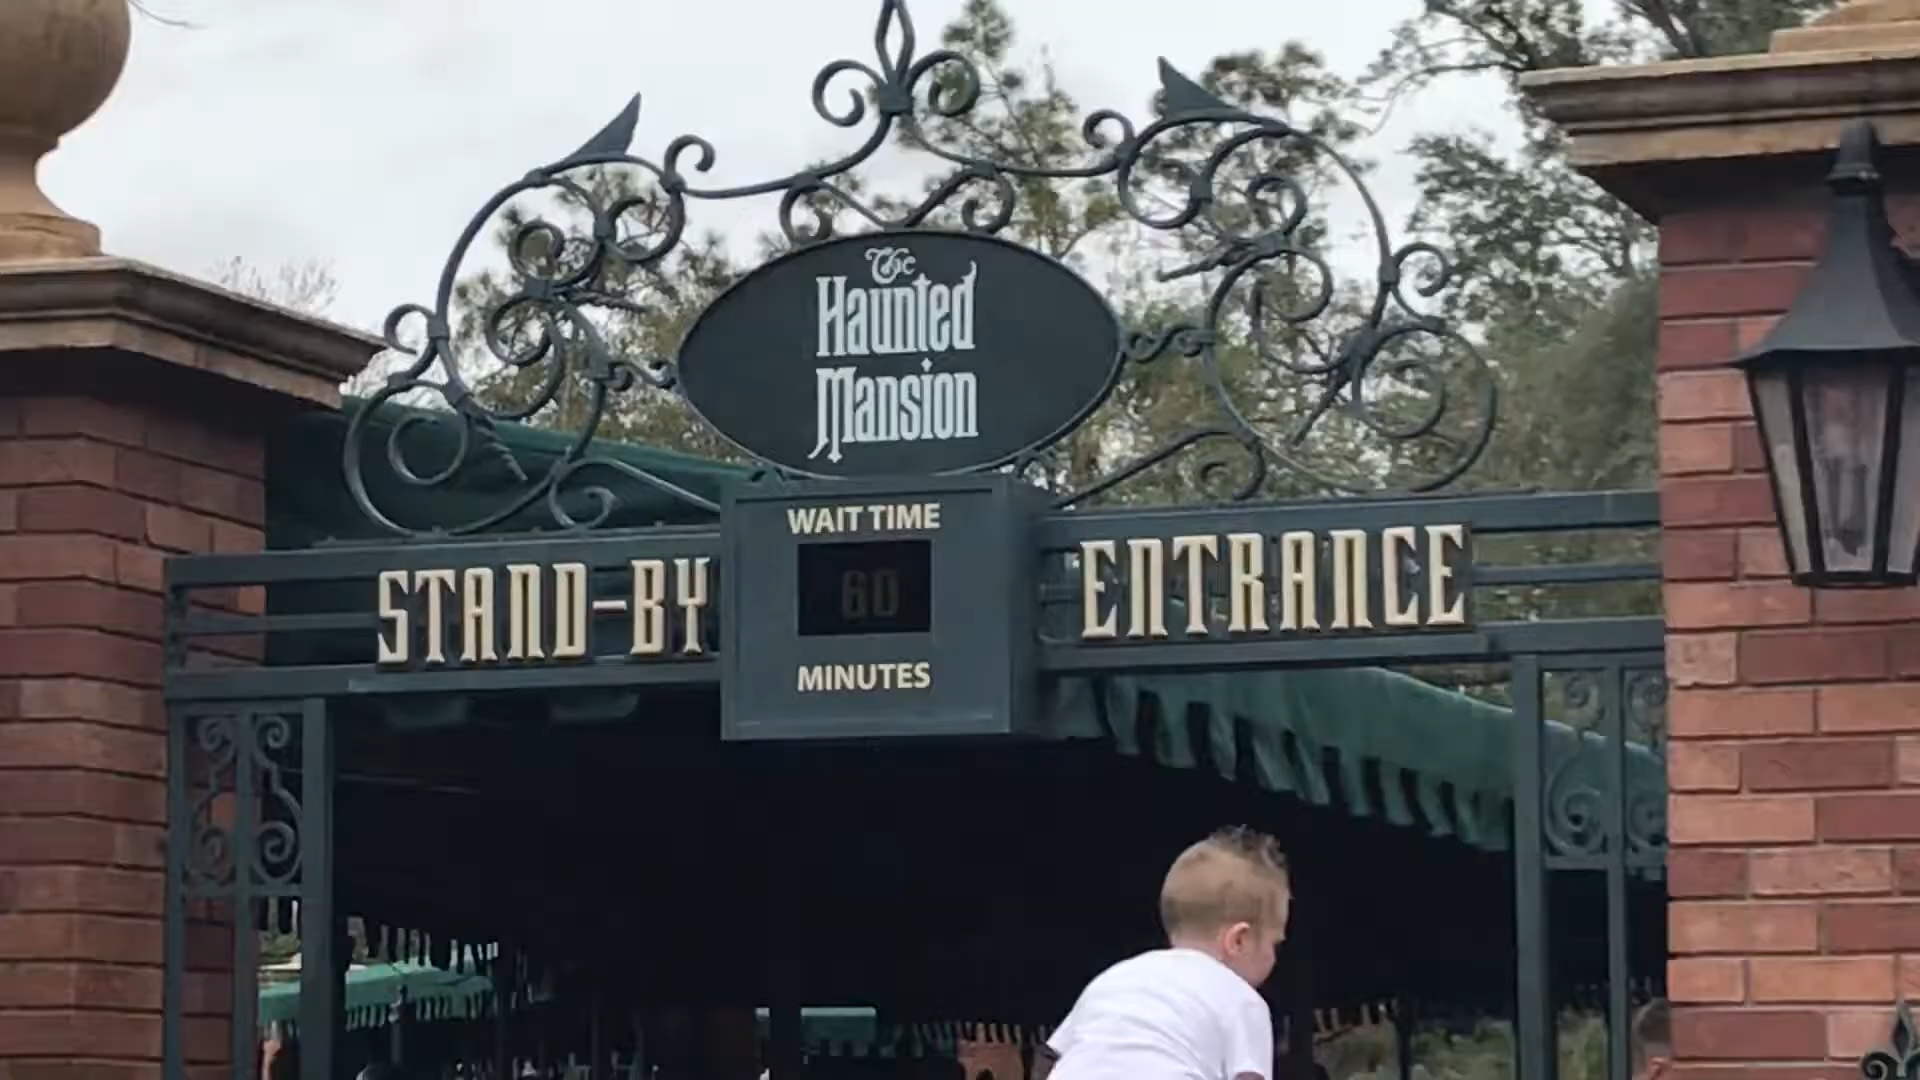 The
Haunted
Mansion
WAIT TIME
60
MINUTES
STAND-BY
ENTRANCE